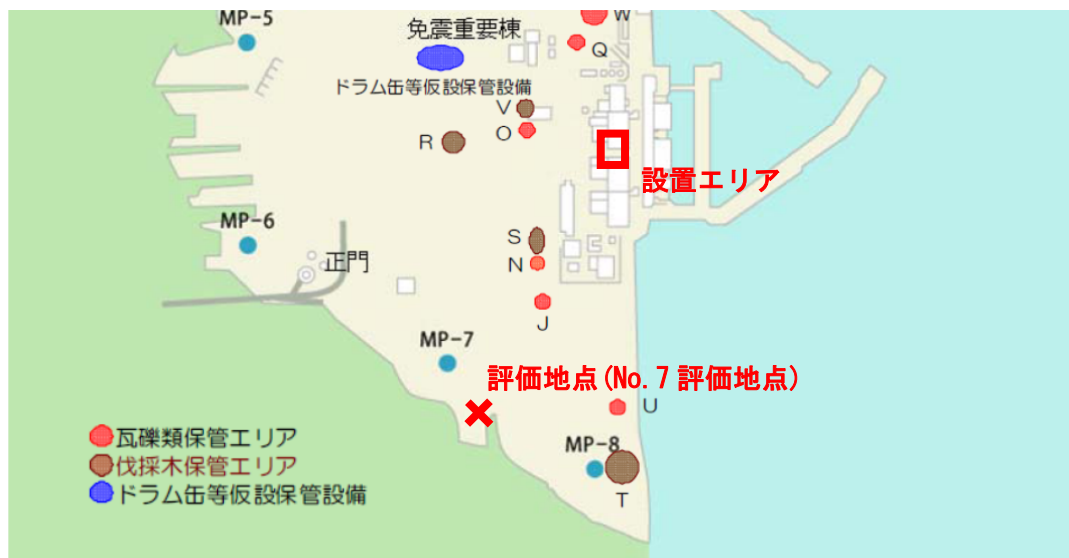 MP-5
免震重要棟
W
Q
ドラム缶等仮設保管設備
V
O
R
設置エリア
MP-6
S
正門
N
J
MP-7
評価地点(No.7評価地点)
U
瓦礫類保管エリア
MP-8
伐採木保管エリア
ドラム缶等仮設保管設備
T